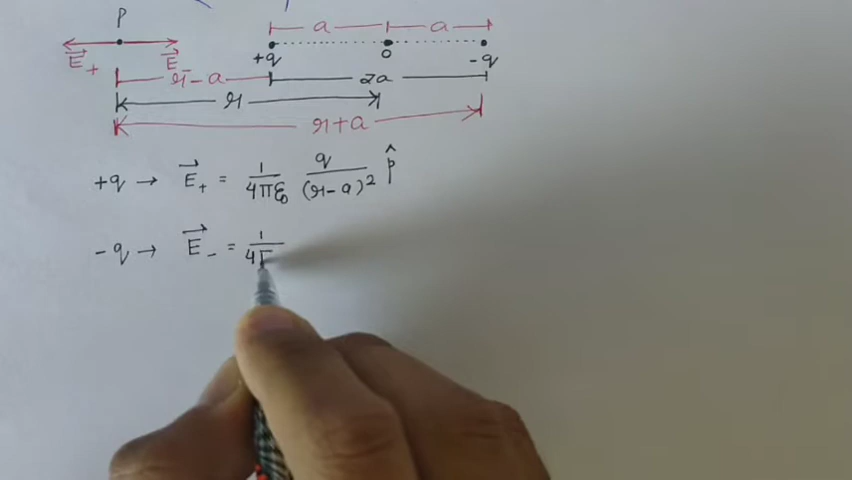 P
a a
E⃗₊ E⃗₋ +q O -q
r-a 2a
r
r+a
+q → E⃗₊ = 1/4πε₀ q/(r-a)² p̂
-q → E⃗₋ = 1/4π